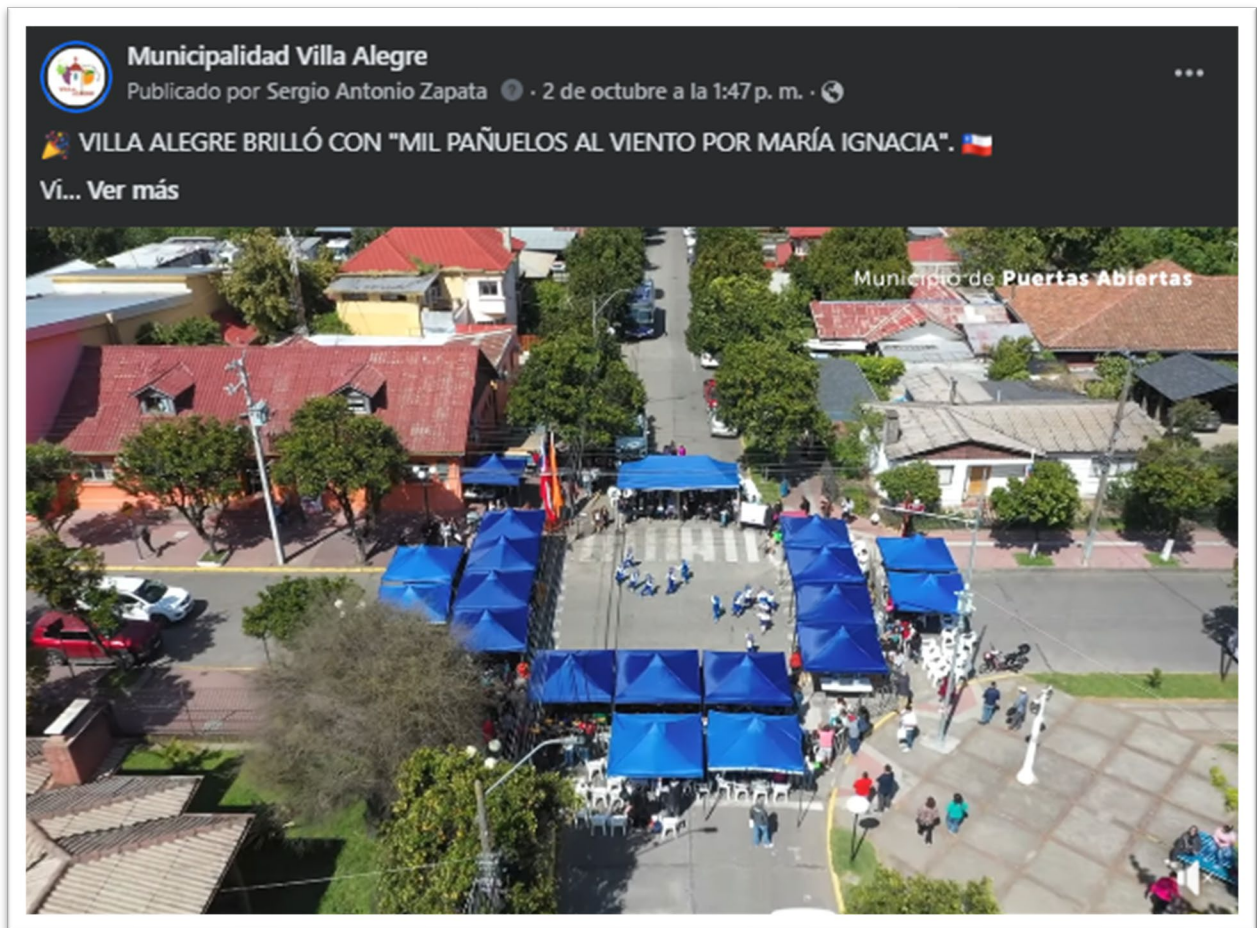 Municipalidad Villa Alegre
Publicado por Sergio Antonio Zapata · 2 de octubre a la 1:47 p. m. ·
VILLA ALEGRE BRILLÓ CON "MIL PAÑUELOS AL VIENTO POR MARÍA IGNACIA".
Vi... Ver más
Municipio de Puertas Abiertas